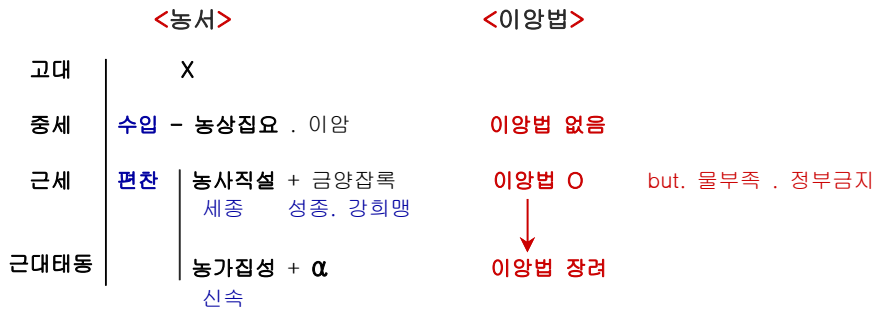 <농서> <이앙법>
고대 X
중세 수입 - 농상집요 . 이암 이앙법 없음
근세 편찬 농사직설 + 금양잡록 이앙법 O but. 물부족 . 정부금지
세종 성종. 강희맹
근대태동 농가집성 + α 이앙법 장려
신속